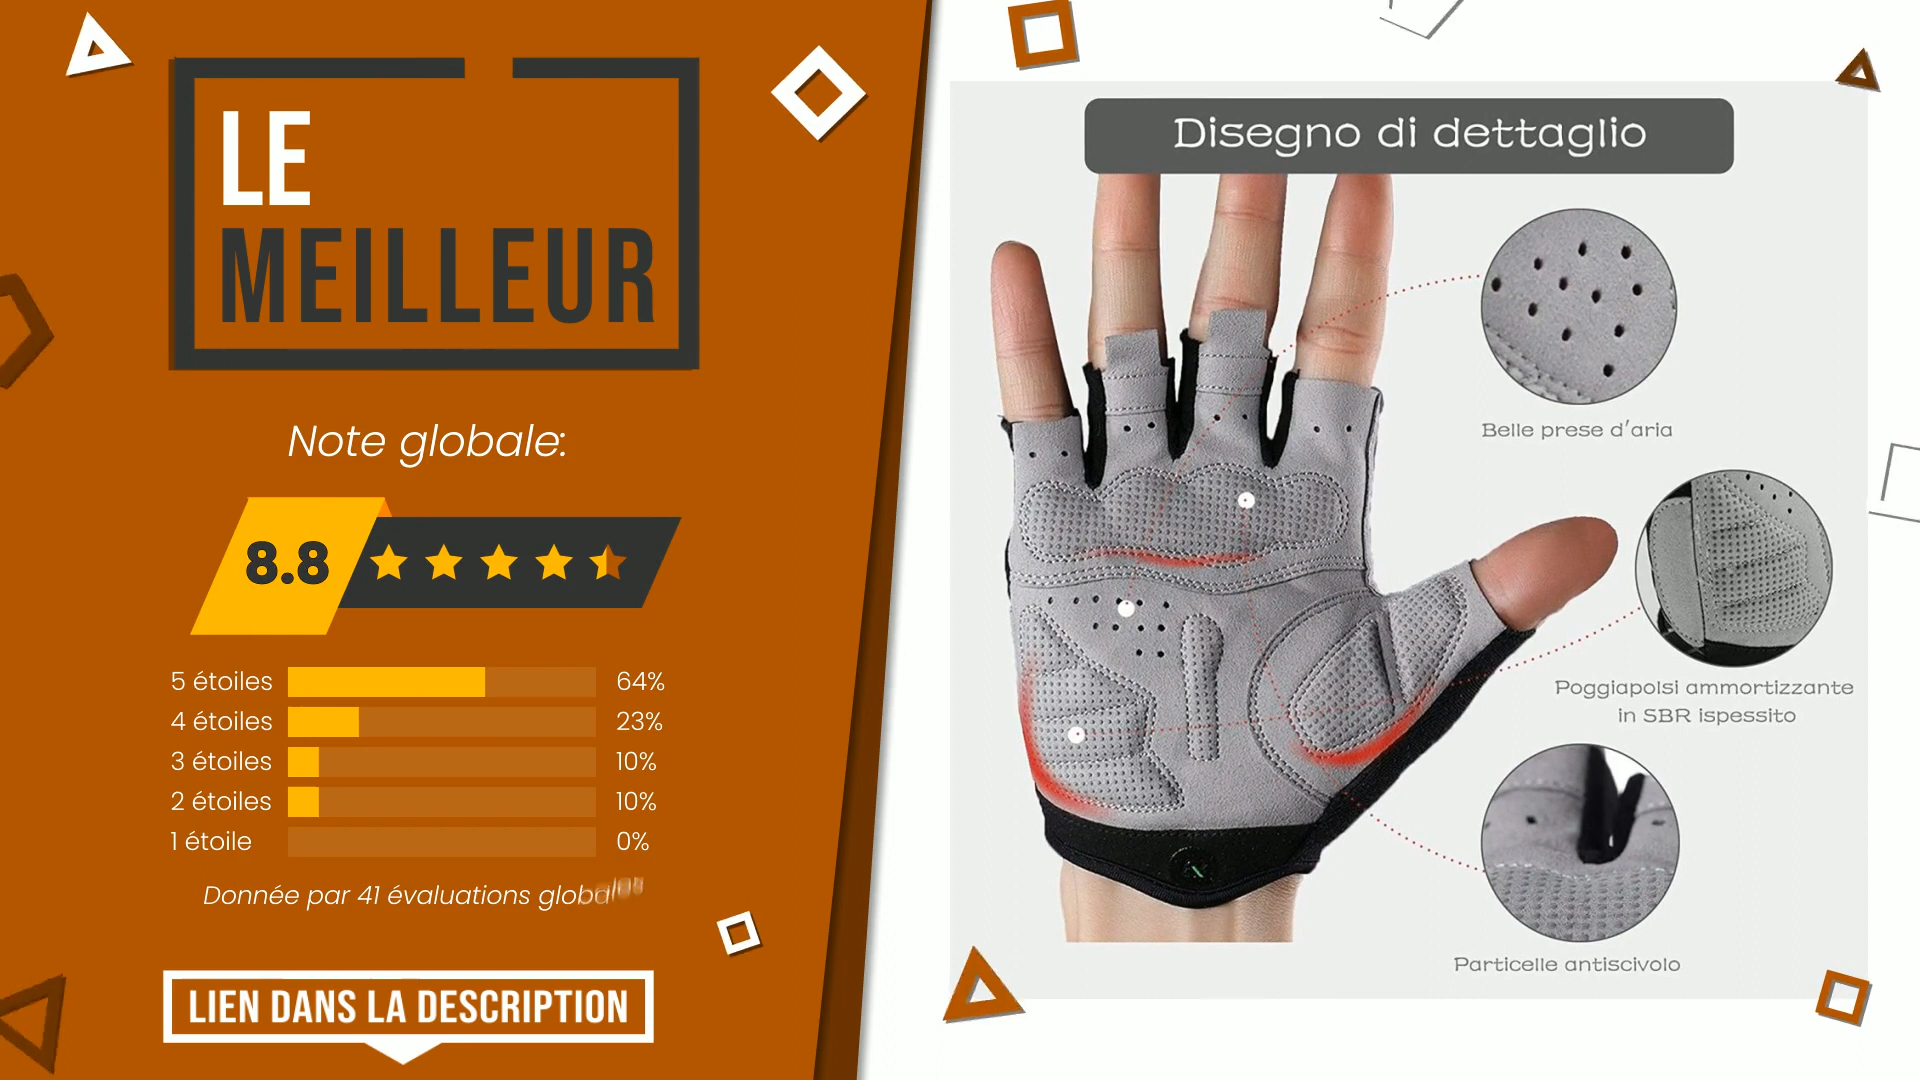 LE
MEILLEUR
Note globale:
8.8
5 étoiles 64%
4 étoiles 23%
3 étoiles 10%
2 étoiles 10%
1 étoile 0%
Donnée par 41 évaluations globales
LIEN DANS LA DESCRIPTION
Disegno di dettaglio
Belle prese d'aria
Poggiapolsi ammortizzante
in SBR ispessito
Particelle antiscivolo